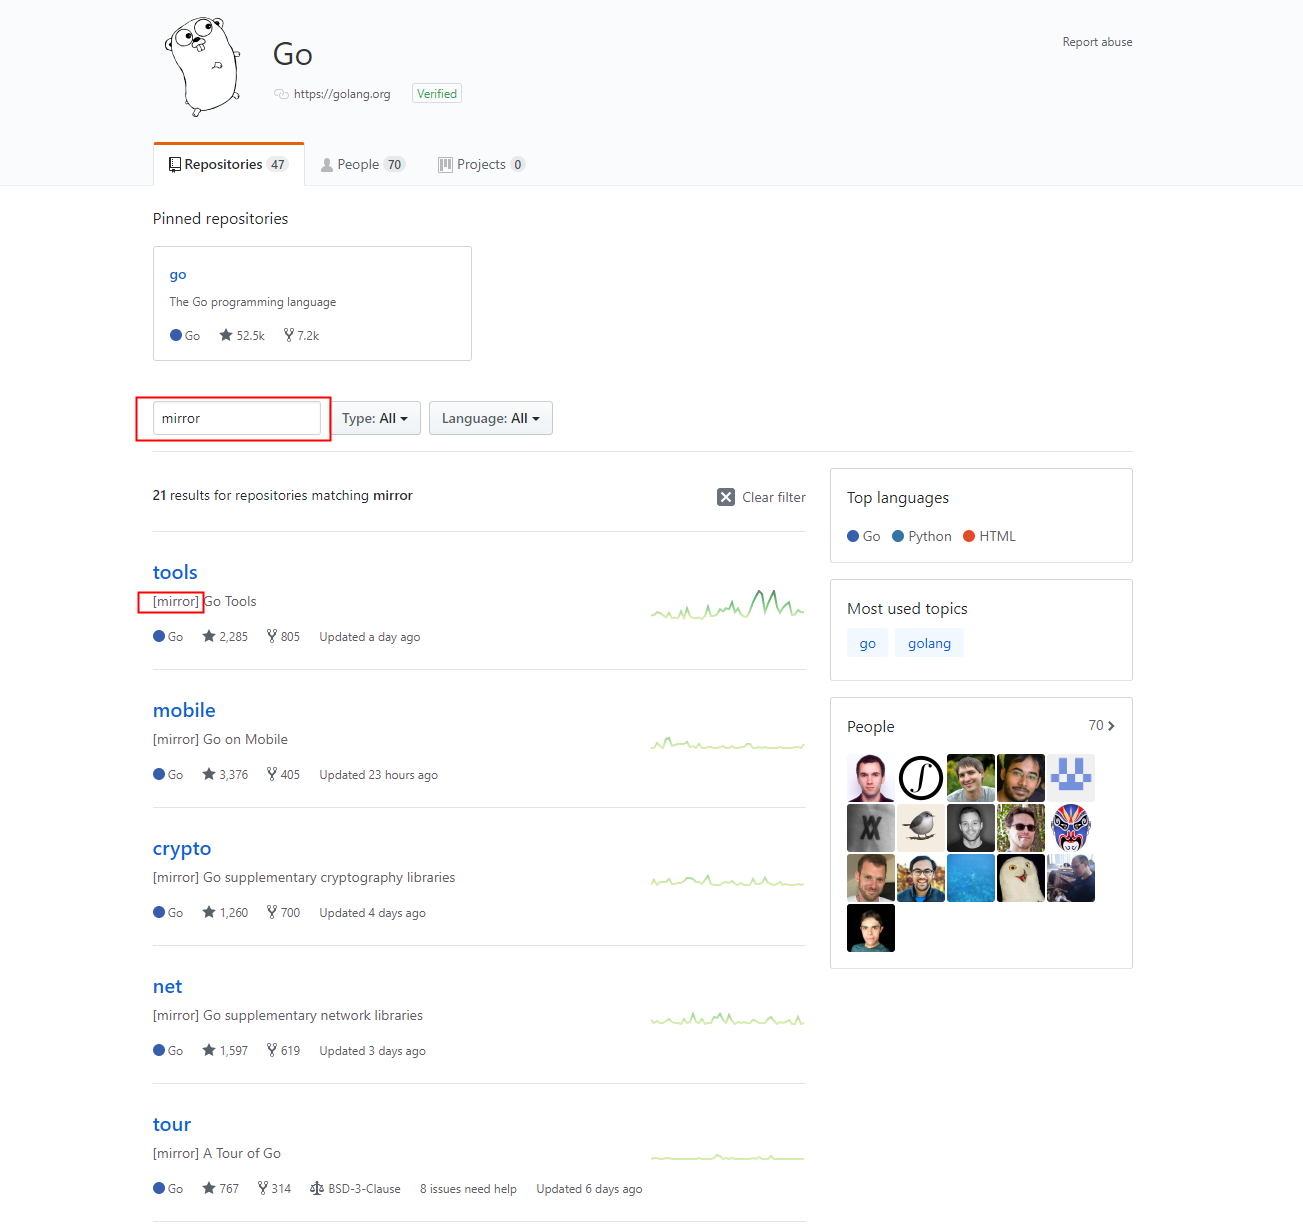 Go
Report abuse
https://golang.org Verified
Repositories 47 People 70 Projects 0
Pinned repositories
go
The Go programming language
Go 52.5k 7.2k
mirror Type: All Language: All
21 results for repositories matching mirror Clear filter
tools
[mirror] Go Tools
Go 2,285 805 Updated a day ago
mobile
[mirror] Go on Mobile
Go 3,376 405 Updated 23 hours ago
crypto
[mirror] Go supplementary cryptography libraries
Go 1,260 700 Updated 4 days ago
net
[mirror] Go supplementary network libraries
Go 1,597 619 Updated 3 days ago
tour
[mirror] A Tour of Go
Go 767 314 BSD-3-Clause 8 issues need help Updated 6 days ago
Top languages
Go Python HTML
Most used topics
go golang
People 70